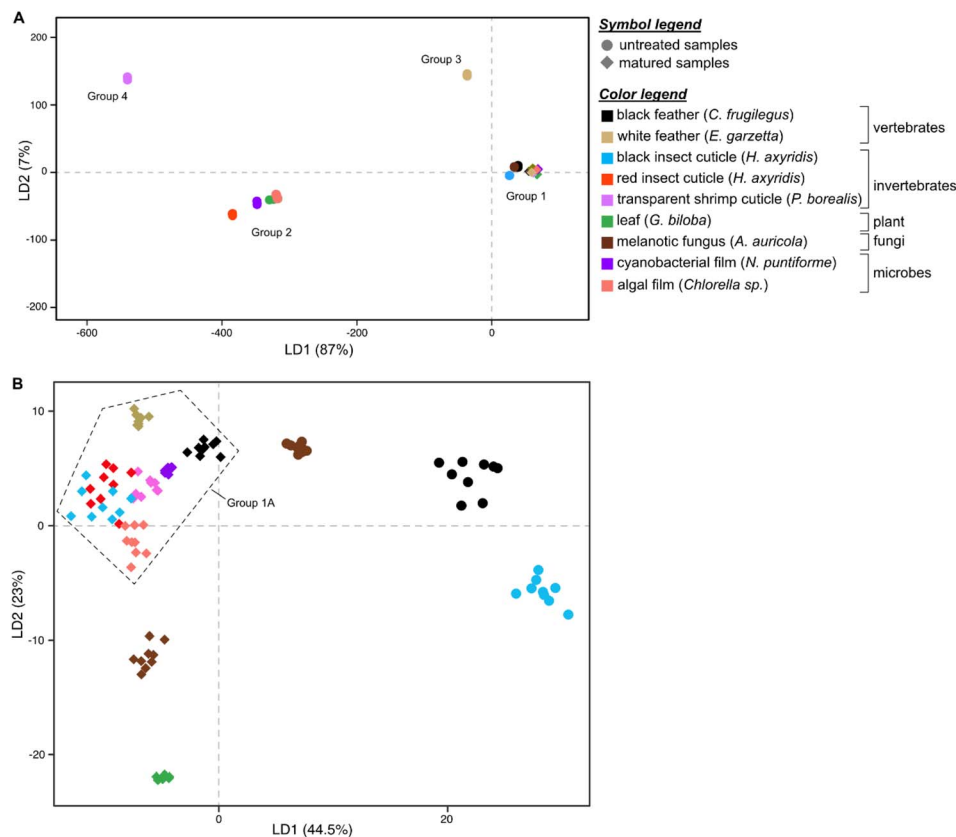 A
200
100
0
-100
-200
LD2 (7%)
Group 4
Group 3
Group 1
Group 2
-600
-400
-200
0
LD1 (87%)
Symbol legend
untreated samples
matured samples
Color legend
black feather (C. frugilegus)
white feather (E. garzetta)
vertebrates
black insect cuticle (H. axyridis)
red insect cuticle (H. axyridis)
transparent shrimp cuticle (P. borealis)
invertebrates
leaf (G. biloba)
plant
melanotic fungus (A. auricola)
fungi
cyanobacterial film (N. puntiforme)
algal film (Chlorella sp.)
microbes
B
10
0
-10
-20
LD2 (23%)
Group 1A
0
20
LD1 (44.5%)